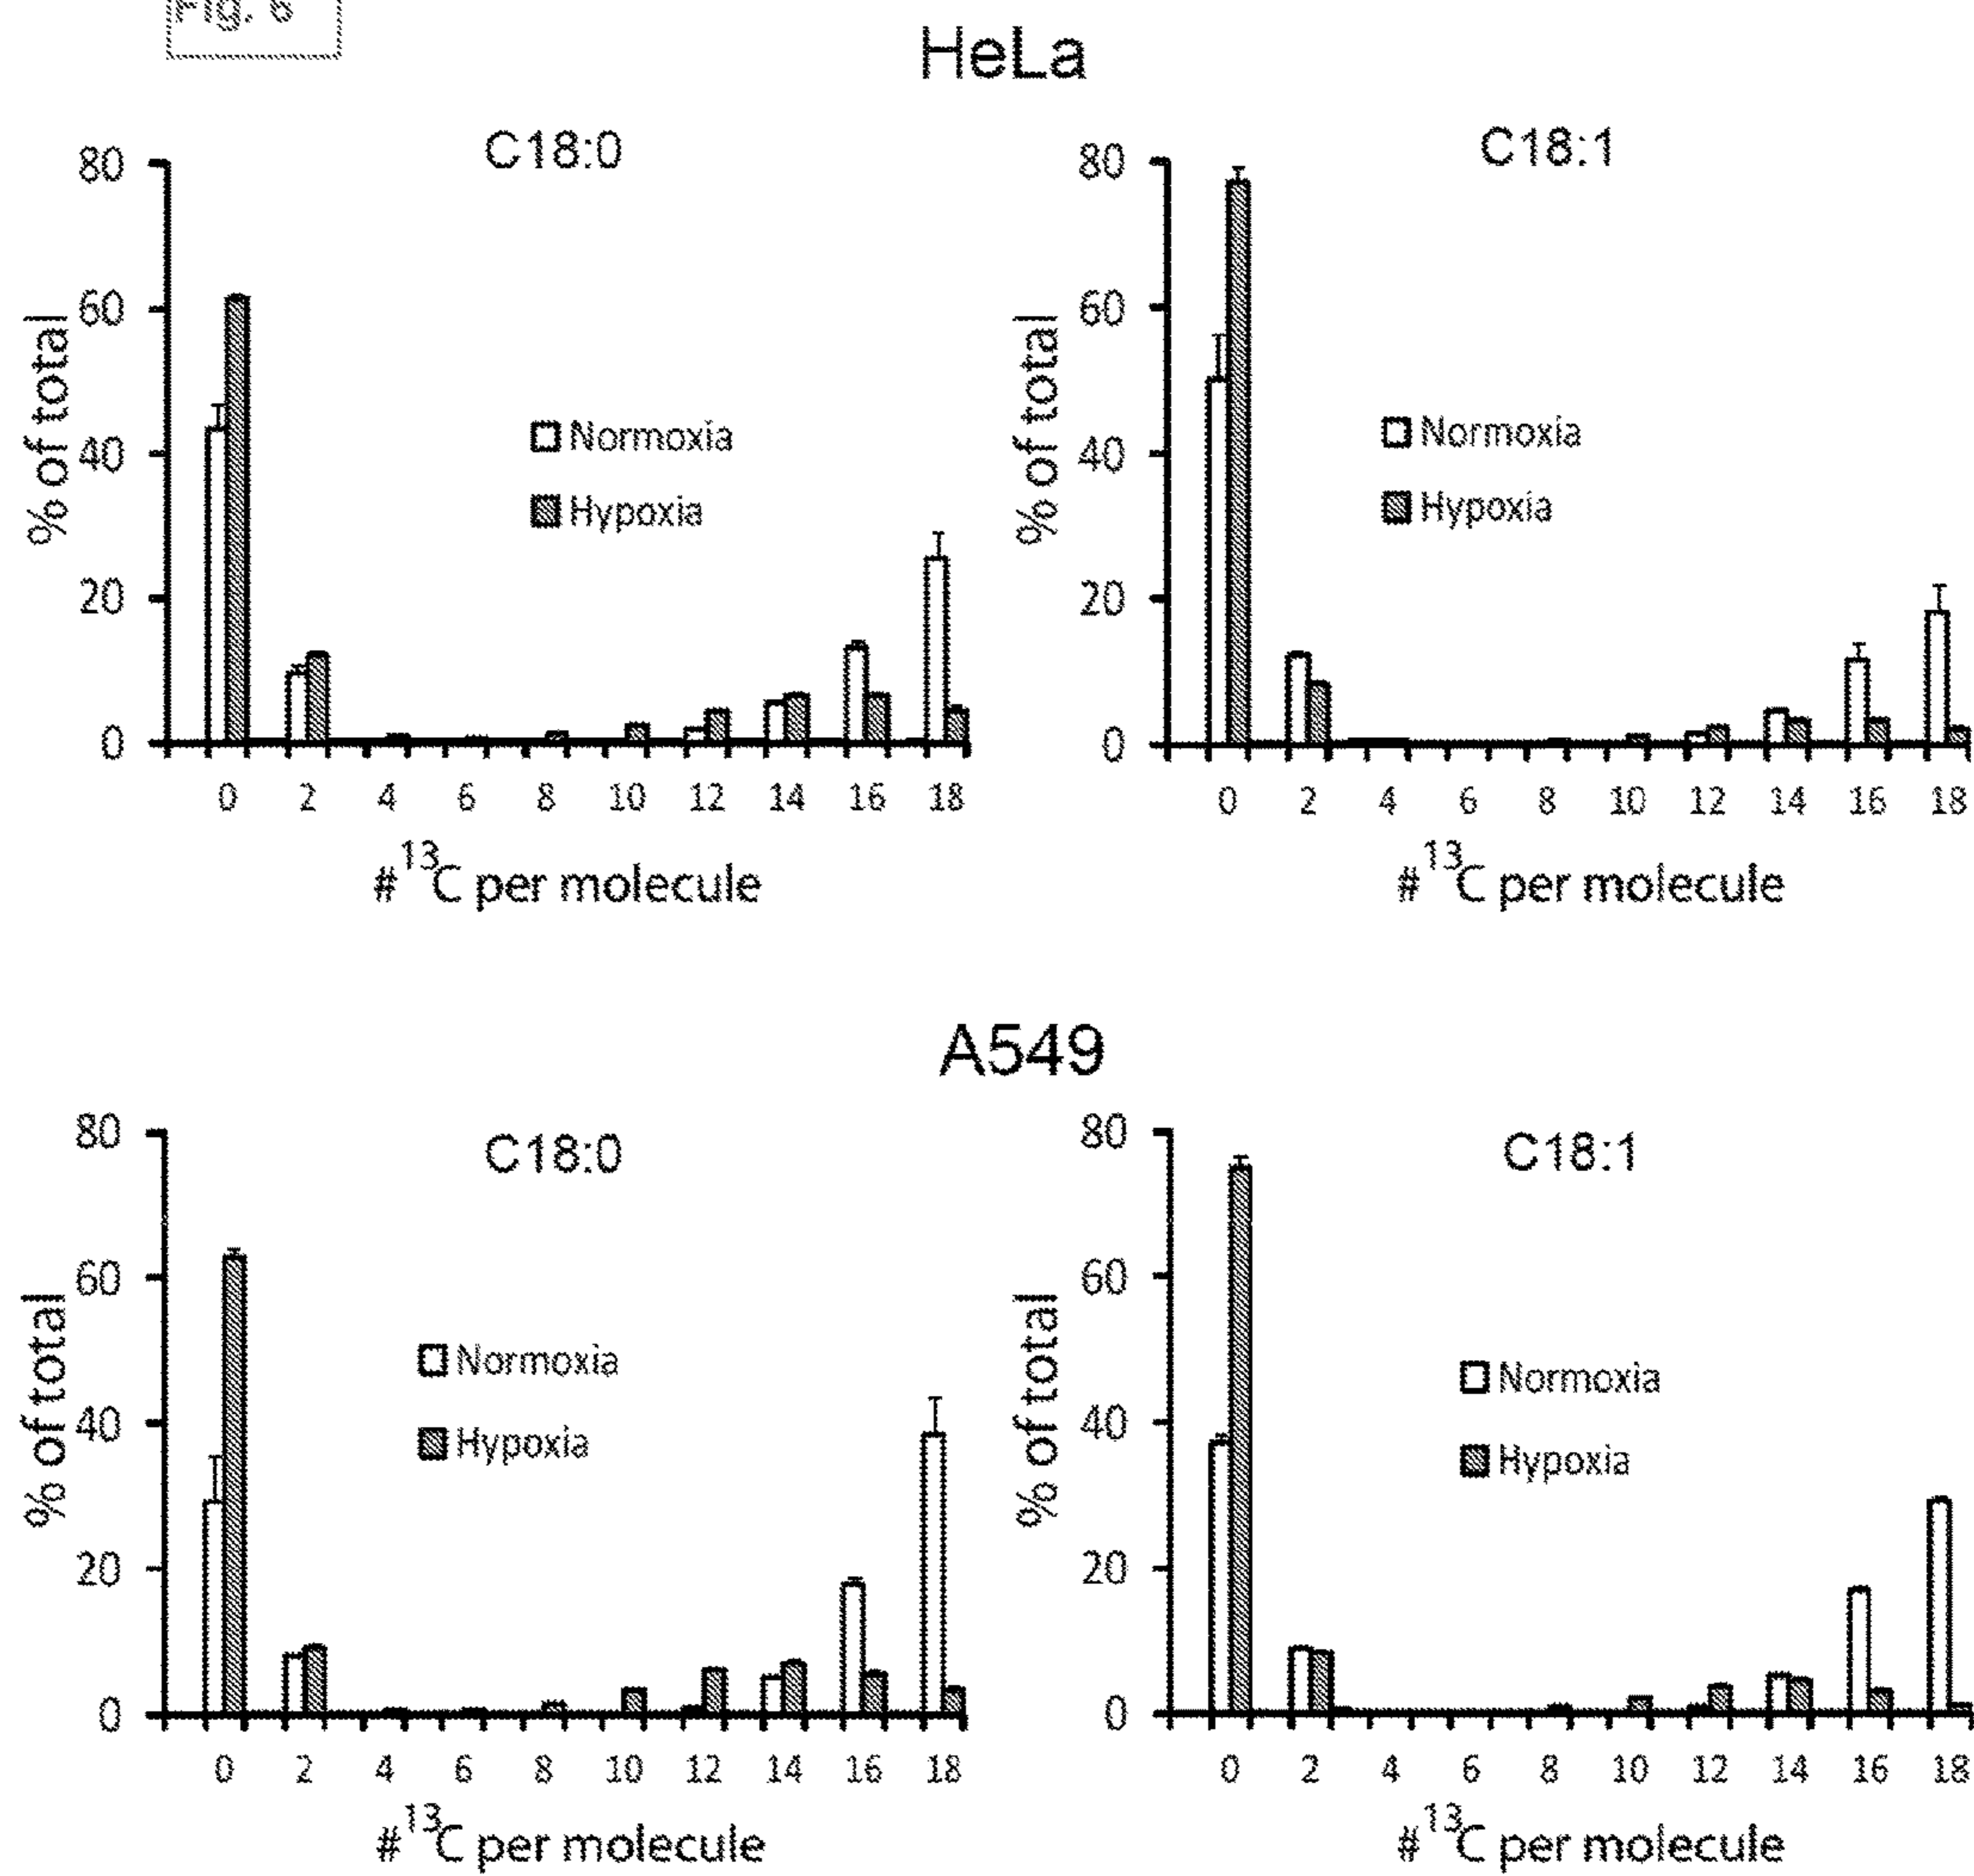 Fig. 6
HeLa
C18:0
80
60
40
20
0
% of total
Normoxia
Hypoxia
0 2 4 6 8 10 12 14 16 18
# 13C per molecule
C18:1
80
60
40
20
0
% of total
Normoxia
Hypoxia
0 2 4 6 8 10 12 14 16 18
# 13C per molecule
A549
C18:0
80
60
40
20
0
% of total
Normoxia
Hypoxia
0 2 4 6 8 10 12 14 16 18
# 13C per molecule
C18:1
80
60
40
20
0
% of total
Normoxia
Hypoxia
0 2 4 6 8 10 12 14 16 18
# 13C per molecule